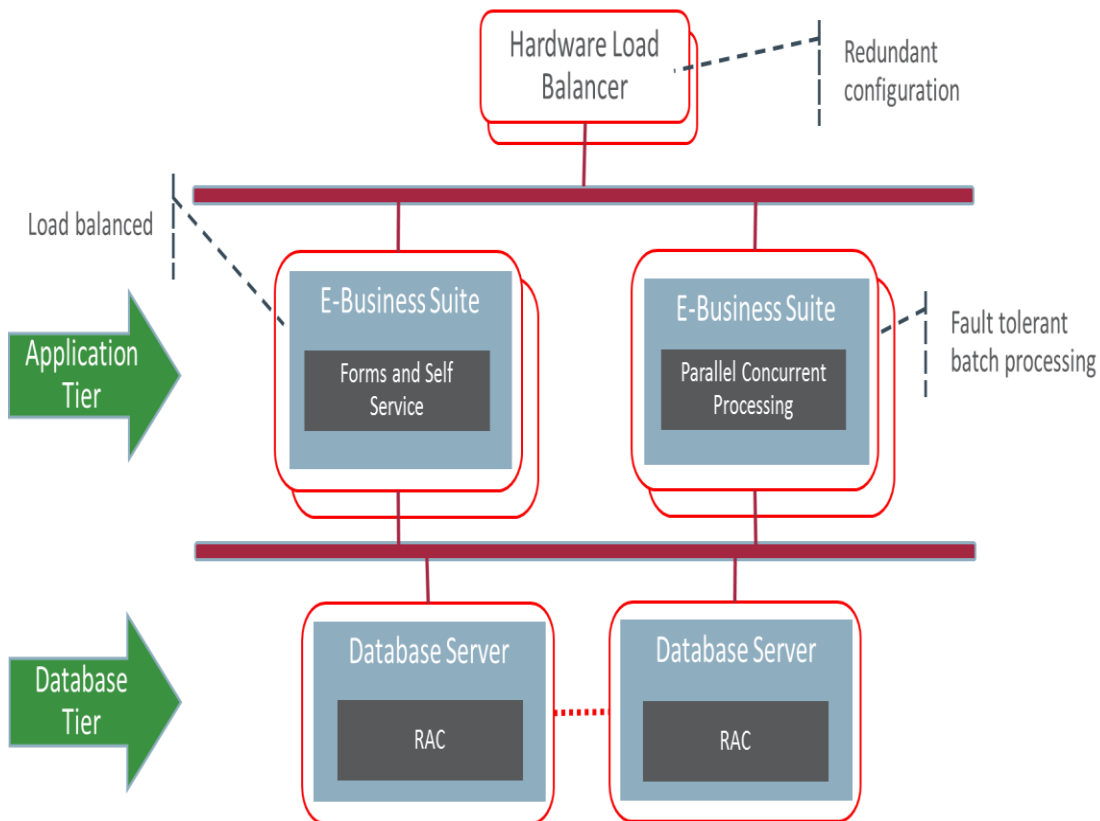 Hardware Load
Balancer
Redundant
configuration
Load balanced
E-Business Suite
Forms and Self
Service
E-Business Suite
Parallel Concurrent
Processing
Fault tolerant
batch processing
Application
Tier
Database
Tier
Database Server
RAC
Database Server
RAC